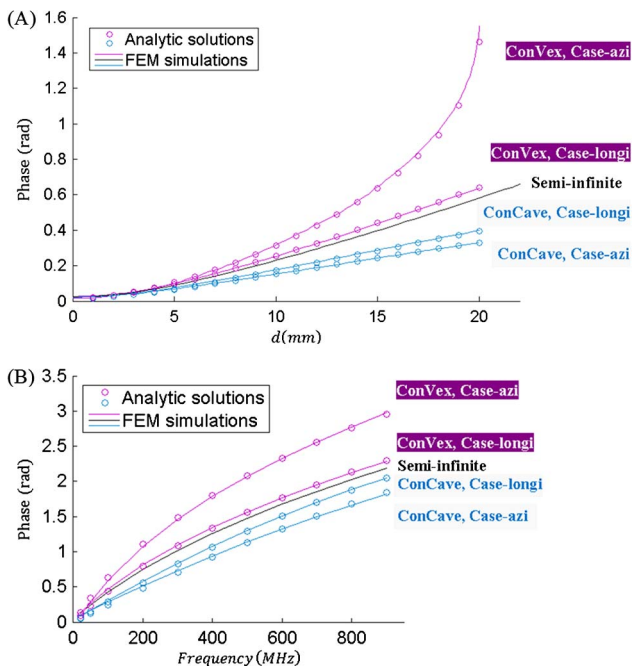 (A)
1.6
1.4
1.2
1
0.8
0.6
0.4
0.2
0
Phase (rad)
Analytic solutions
FEM simulations
ConVex, Case-azi
ConVex, Case-longi
Semi-infinite
ConCave, Case-longi
ConCave, Case-azi
0 5 10 15 20
d(mm)
(B)
3.5
3
2.5
2
1.5
1
0.5
0
Phase (rad)
Analytic solutions
FEM simulations
ConVex, Case-azi
ConVex, Case-longi
Semi-infinite
ConCave, Case-longi
ConCave, Case-azi
200 400 600 800
Frequency(MHz)